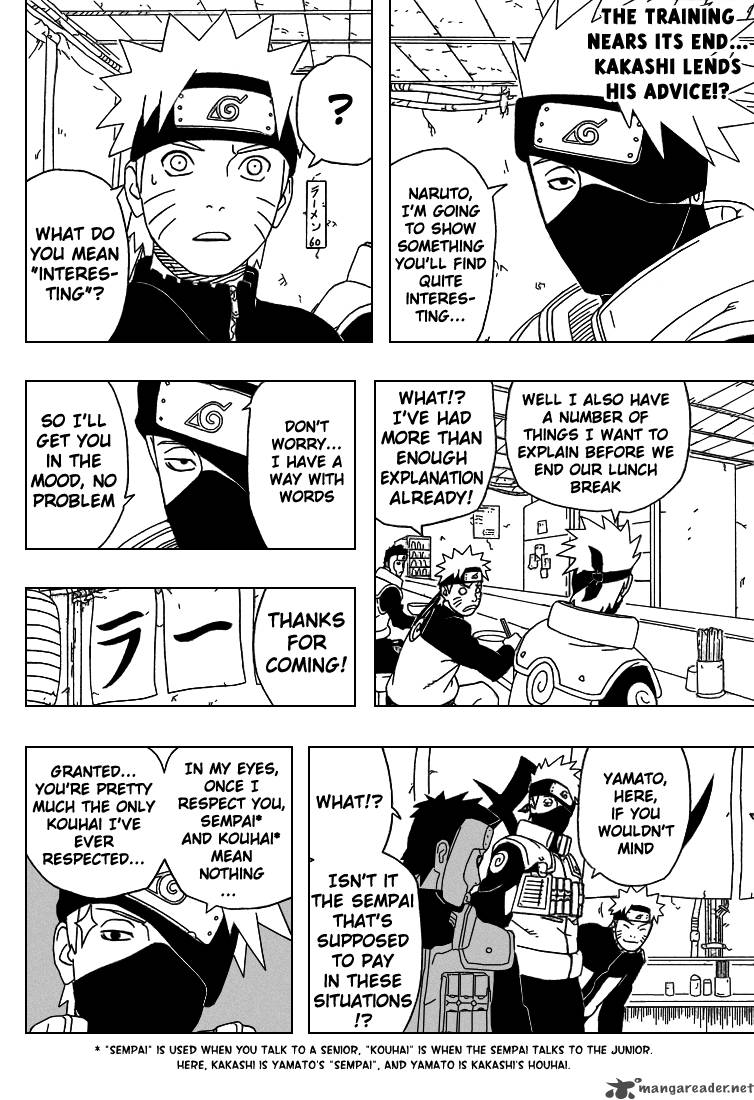 THE TRAINING
NEARS ITS END...
KAKASHI LENDS
HIS ADVICE!?
NARUTO,
I'M GOING
TO SHOW
SOMETHING
YOU'LL FIND
QUITE
INTERES-
TING...
?
ラーメン
60
WHAT DO
YOU MEAN
"INTERES-
TING"?
WELL I ALSO HAVE
A NUMBER OF
THINGS I WANT TO
EXPLAIN BEFORE WE
END OUR LUNCH
BREAK
WHAT!?
I'VE HAD
MORE THAN
ENOUGH
EXPLANATION
ALREADY!
DON'T
WORRY...
I HAVE A
WAY WITH
WORDS
SO I'LL
GET YOU
IN THE
MOOD, NO
PROBLEM
THANKS
FOR
COMING!
ラー
YAMATO,
HERE,
IF YOU
WOULDN'T
MIND
WHAT!?
ISN'T IT
THE SEMPAI
THAT'S
SUPPOSED
TO PAY
IN THESE
SITUATIONS
!?
IN MY EYES,
ONCE I
RESPECT YOU,
SEMPAI*
AND KOUHAI*
MEAN
NOTHING
...
GRANTED...
YOU'RE PRETTY
MUCH THE ONLY
KOUHAI I'VE
EVER
RESPECTED...
* "SEMPAI" IS USED WHEN YOU TALK TO A SENIOR, "KOUHAI" IS WHEN THE SEMPAI TALKS TO THE JUNIOR.
HERE, KAKASHI IS YAMATO'S "SEMPAI", AND YAMATO IS KAKASHI'S HOUHAI.
mangareader.net